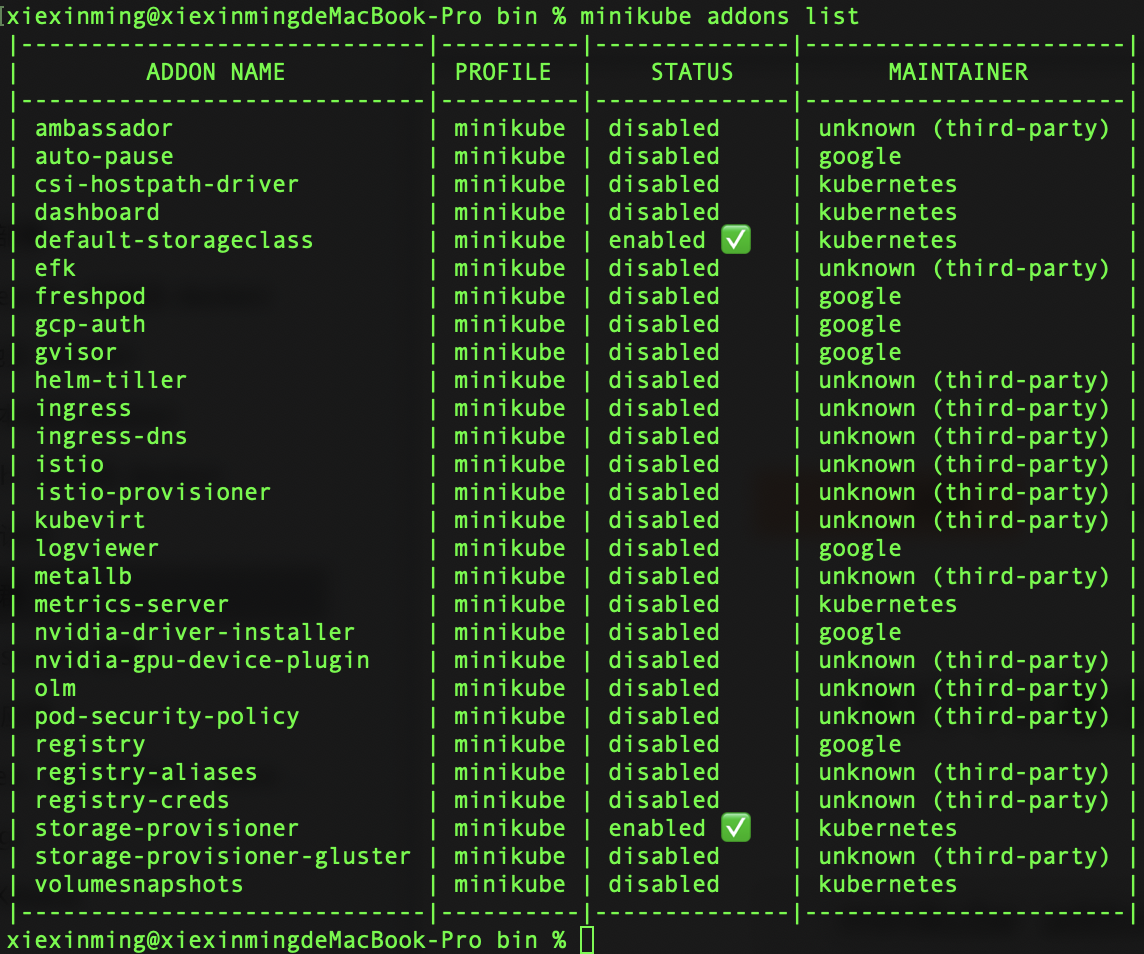 [xiexinming@xiexinmingdeMacBook-Pro bin % minikube addons list
|-----------------------------|----------|--------------|-----------------------|
| ADDON NAME | PROFILE | STATUS | MAINTAINER |
|-----------------------------|----------|--------------|-----------------------|
| ambassador | minikube | disabled | unknown (third-party) |
| auto-pause | minikube | disabled | google |
| csi-hostpath-driver | minikube | disabled | kubernetes |
| dashboard | minikube | disabled | kubernetes |
| default-storageclass | minikube | enabled ✅ | kubernetes |
| efk | minikube | disabled | unknown (third-party) |
| freshpod | minikube | disabled | google |
| gcp-auth | minikube | disabled | google |
| gvisor | minikube | disabled | google |
| helm-tiller | minikube | disabled | unknown (third-party) |
| ingress | minikube | disabled | unknown (third-party) |
| ingress-dns | minikube | disabled | unknown (third-party) |
| istio | minikube | disabled | unknown (third-party) |
| istio-provisioner | minikube | disabled | unknown (third-party) |
| kubevirt | minikube | disabled | unknown (third-party) |
| logviewer | minikube | disabled | google |
| metallb | minikube | disabled | unknown (third-party) |
| metrics-server | minikube | disabled | kubernetes |
| nvidia-driver-installer | minikube | disabled | google |
| nvidia-gpu-device-plugin | minikube | disabled | unknown (third-party) |
| olm | minikube | disabled | unknown (third-party) |
| pod-security-policy | minikube | disabled | unknown (third-party) |
| registry | minikube | disabled | google |
| registry-aliases | minikube | disabled | unknown (third-party) |
| registry-creds | minikube | disabled | unknown (third-party) |
| storage-provisioner | minikube | enabled ✅ | kubernetes |
| storage-provisioner-gluster | minikube | disabled | unknown (third-party) |
| volumesnapshots | minikube | disabled | kubernetes |
|-----------------------------|----------|--------------|-----------------------|
xiexinming@xiexinmingdeMacBook-Pro bin %